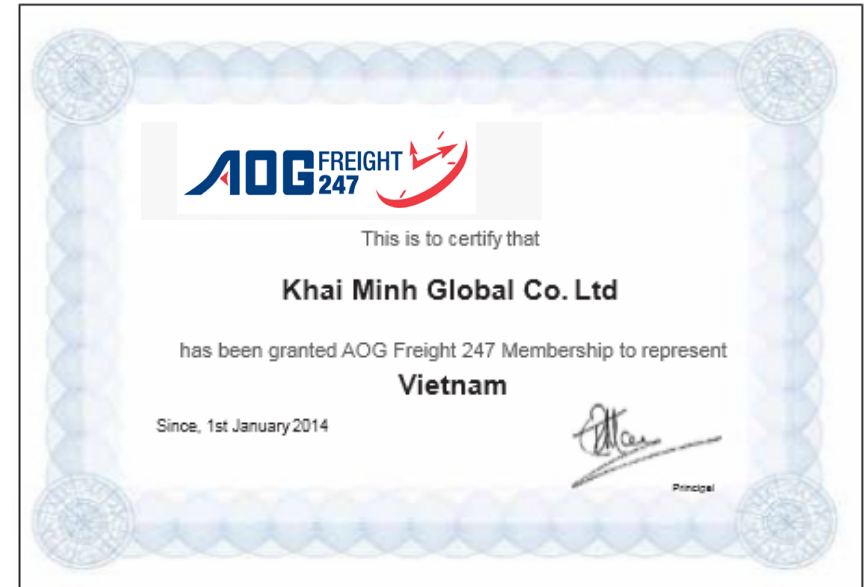 AOG FREIGHT
247
This is to certify that
Khai Minh Global Co. Ltd
has been granted AOG Freight 247 Membership to represent
Vietnam
Since, 1st January 2014
Principal